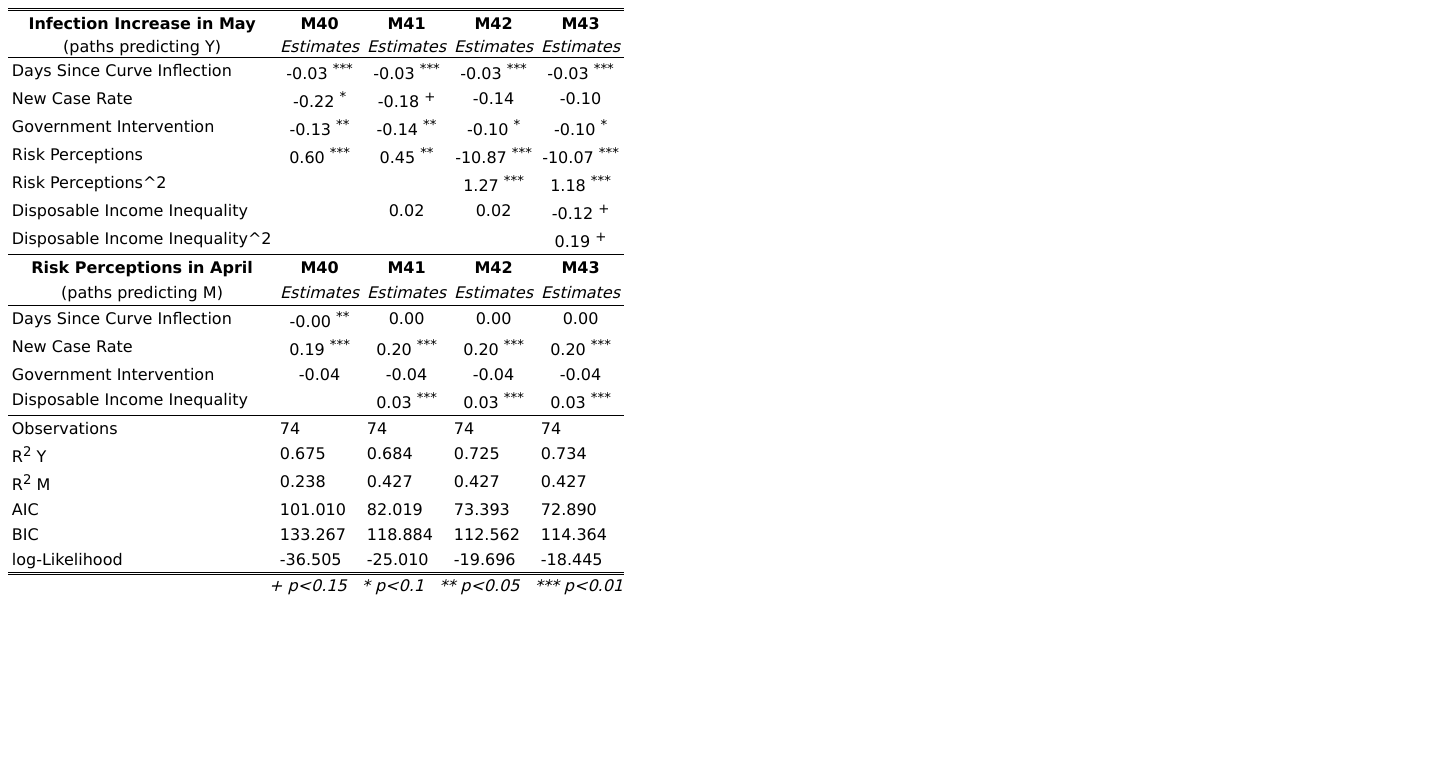 Infection Increase in May M40 M41 M42 M43
(paths predicting Y) Estimates Estimates Estimates Estimates
Days Since Curve Inflection -0.03 *** -0.03 *** -0.03 *** -0.03 ***
New Case Rate -0.22 * -0.18 + -0.14 -0.10
Government Intervention -0.13 ** -0.14 ** -0.10 * -0.10 *
Risk Perceptions 0.60 *** 0.45 ** -10.87 *** -10.07 ***
Risk Perceptions^2 1.27 *** 1.18 ***
Disposable Income Inequality 0.02 0.02 -0.12 +
Disposable Income Inequality^2 0.19 +
Risk Perceptions in April M40 M41 M42 M43
(paths predicting M) Estimates Estimates Estimates Estimates
Days Since Curve Inflection -0.00 ** 0.00 0.00 0.00
New Case Rate 0.19 *** 0.20 *** 0.20 *** 0.20 ***
Government Intervention -0.04 -0.04 -0.04 -0.04
Disposable Income Inequality 0.03 *** 0.03 *** 0.03 ***
Observations 74 74 74 74
R2 Y 0.675 0.684 0.725 0.734
R2 M 0.238 0.427 0.427 0.427
AIC 101.010 82.019 73.393 72.890
BIC 133.267 118.884 112.562 114.364
log-Likelihood -36.505 -25.010 -19.696 -18.445
+ p<0.15 * p<0.1 ** p<0.05 *** p<0.01